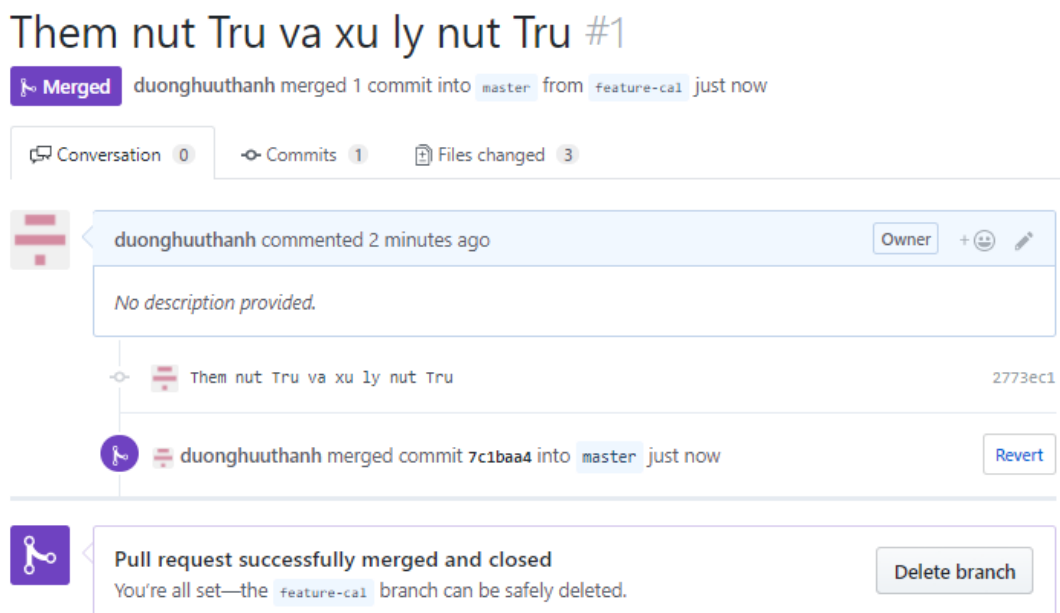 Them nut Tru va xu ly nut Tru #1
Merged duonghuuthanh merged 1 commit into master from feature-cal just now
Conversation 0 Commits 1 Files changed 3
duonghuuthanh commented 2 minutes ago Owner +
No description provided.
Them nut Tru va xu ly nut Tru 2773ec1
duonghuuthanh merged commit 7c1baa4 into master just now Revert
Pull request successfully merged and closed
You're all set—the feature-cal branch can be safely deleted.
Delete branch